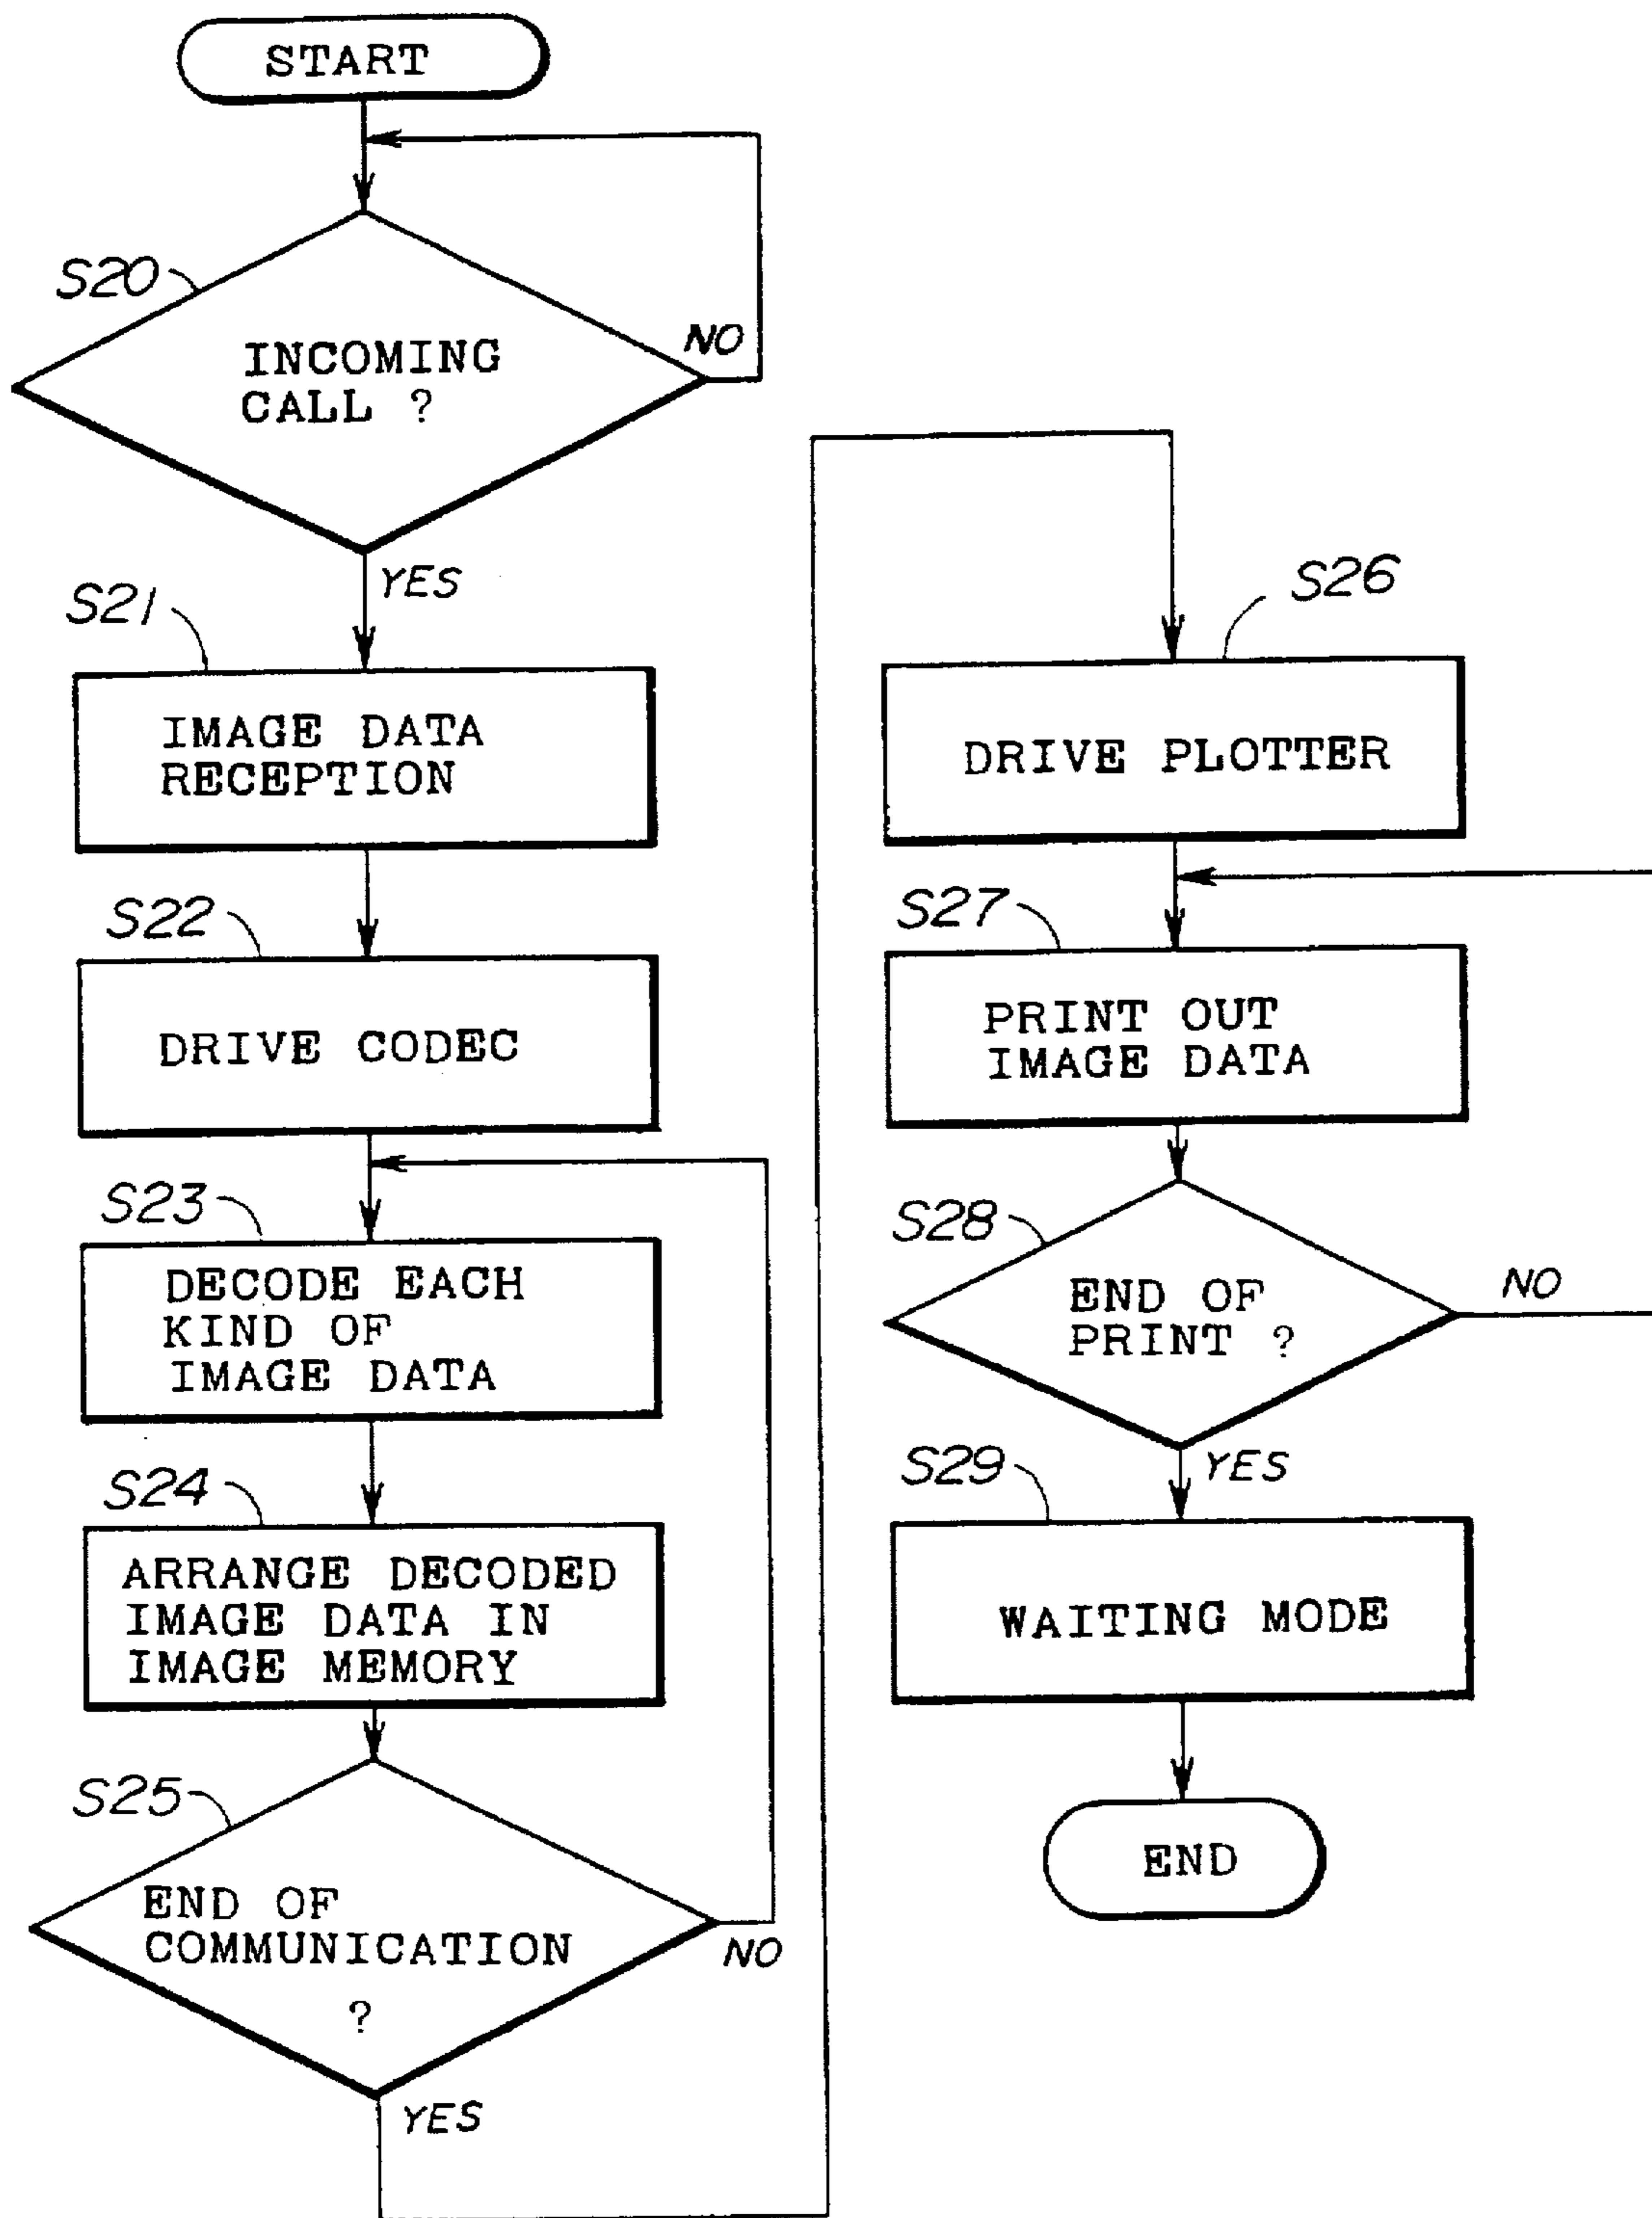 START
S20
INCOMING
CALL ?
NO
YES
S21
IMAGE DATA
RECEPTION
S22
DRIVE CODEC
S23
DECODE EACH
KIND OF
IMAGE DATA
S24
ARRANGE DECODED
IMAGE DATA IN
IMAGE MEMORY
S25
END OF
COMMUNICATION
?
NO
YES
S26
DRIVE PLOTTER
S27
PRINT OUT
IMAGE DATA
S28
END OF
PRINT ?
NO
YES
S29
WAITING MODE
END